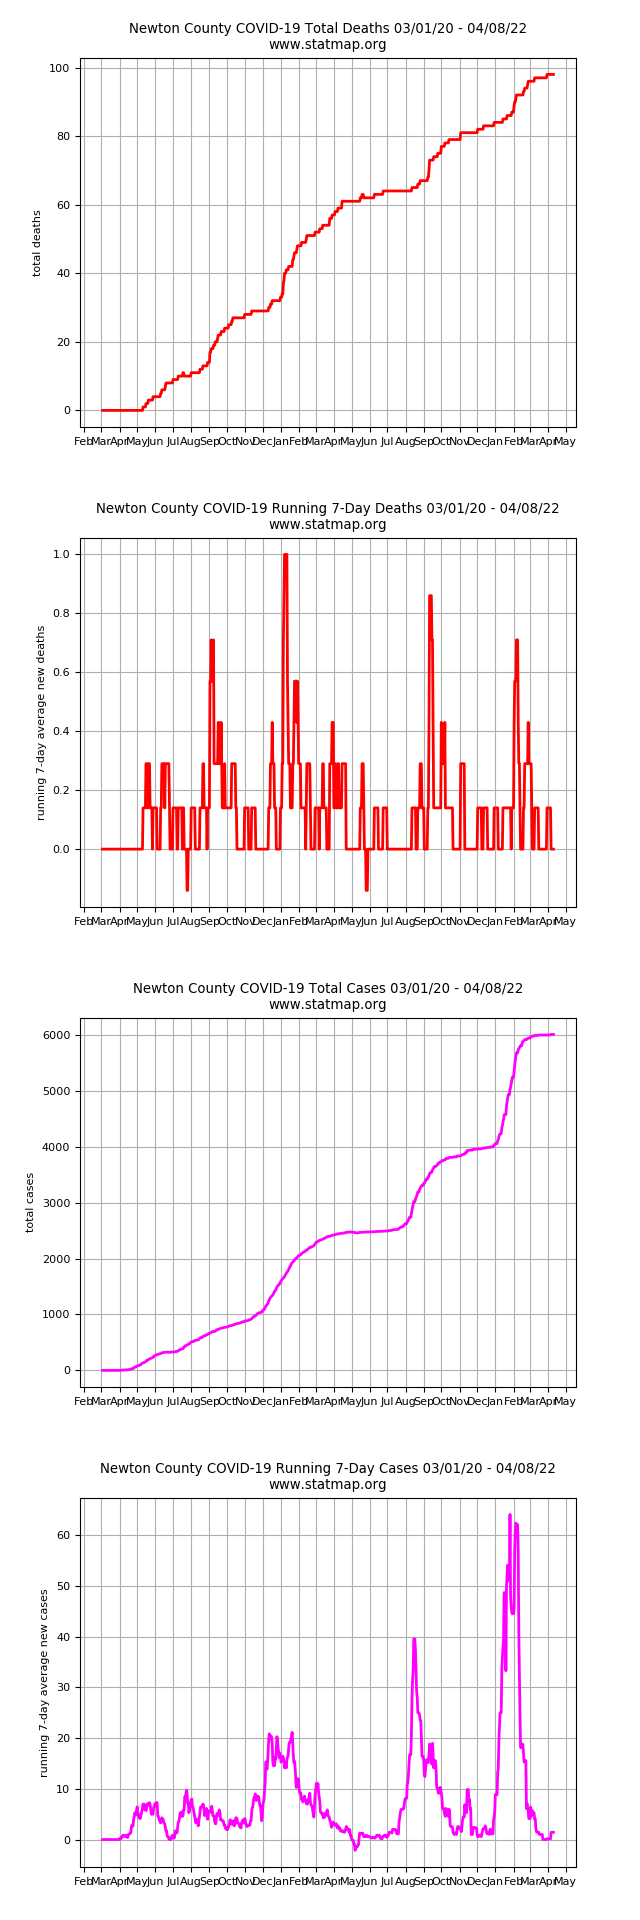 Newton County COVID-19 Total Deaths 03/01/20 - 04/08/22
www.statmap.org
total deaths
100
80
60
40
20
0
Feb Mar Apr May Jun Jul Aug Sep Oct Nov Dec Jan Feb Mar Apr May Jun Jul Aug Sep Oct Nov Dec Jan Feb Mar Apr May
Newton County COVID-19 Running 7-Day Deaths 03/01/20 - 04/08/22
www.statmap.org
running 7-day average new deaths
1.0
0.8
0.6
0.4
0.2
0.0
Feb Mar Apr May Jun Jul Aug Sep Oct Nov Dec Jan Feb Mar Apr May Jun Jul Aug Sep Oct Nov Dec Jan Feb Mar Apr May
Newton County COVID-19 Total Cases 03/01/20 - 04/08/22
www.statmap.org
total cases
6000
5000
4000
3000
2000
1000
0
Feb Mar Apr May Jun Jul Aug Sep Oct Nov Dec Jan Feb Mar Apr May Jun Jul Aug Sep Oct Nov Dec Jan Feb Mar Apr May
Newton County COVID-19 Running 7-Day Cases 03/01/20 - 04/08/22
www.statmap.org
running 7-day average new cases
60
50
40
30
20
10
0
Feb Mar Apr May Jun Jul Aug Sep Oct Nov Dec Jan Feb Mar Apr May Jun Jul Aug Sep Oct Nov Dec Jan Feb Mar Apr May